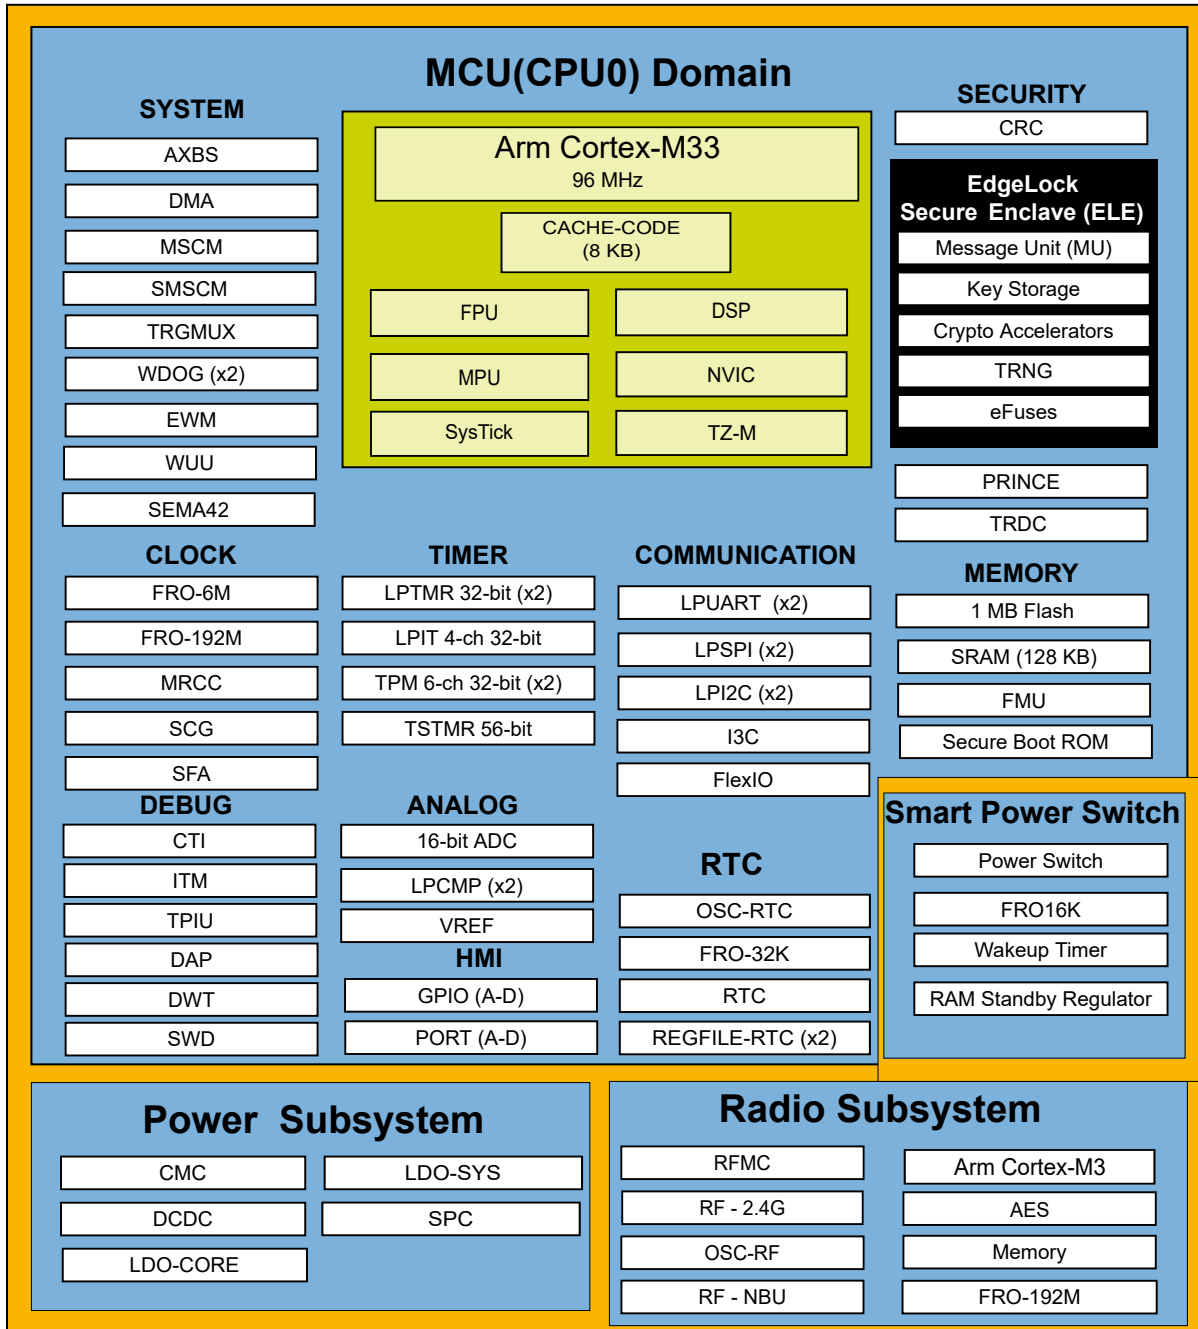 MCU(CPU0) Domain
SYSTEM
AXBS
DMA
MSCM
SMSCM
TRGMUX
WDOG (x2)
EWM
WUU
SEMA42
Arm Cortex-M33
96 MHz
CACHE-CODE
(8 KB)
FPU
DSP
MPU
NVIC
SysTick
TZ-M
SECURITY
CRC
EdgeLock
Secure Enclave (ELE)
Message Unit (MU)
Key Storage
Crypto Accelerators
TRNG
eFuses
PRINCE
TRDC
CLOCK
FRO-6M
FRO-192M
MRCC
SCG
SFA
TIMER
LPTMR 32-bit (x2)
LPIT 4-ch 32-bit
TPM 6-ch 32-bit (x2)
TSTMR 56-bit
COMMUNICATION
LPUART (x2)
LPSPI (x2)
LPI2C (x2)
I3C
FlexIO
MEMORY
1 MB Flash
SRAM (128 KB)
FMU
Secure Boot ROM
DEBUG
CTI
ITM
TPIU
DAP
DWT
SWD
ANALOG
16-bit ADC
LPCMP (x2)
VREF
HMI
GPIO (A-D)
PORT (A-D)
RTC
OSC-RTC
FRO-32K
RTC
REGFILE-RTC (x2)
Smart Power Switch
Power Switch
FRO16K
Wakeup Timer
RAM Standby Regulator
Power Subsystem
CMC
LDO-SYS
DCDC
SPC
LDO-CORE
Radio Subsystem
RFMC
Arm Cortex-M3
RF - 2.4G
AES
OSC-RF
Memory
RF - NBU
FRO-192M